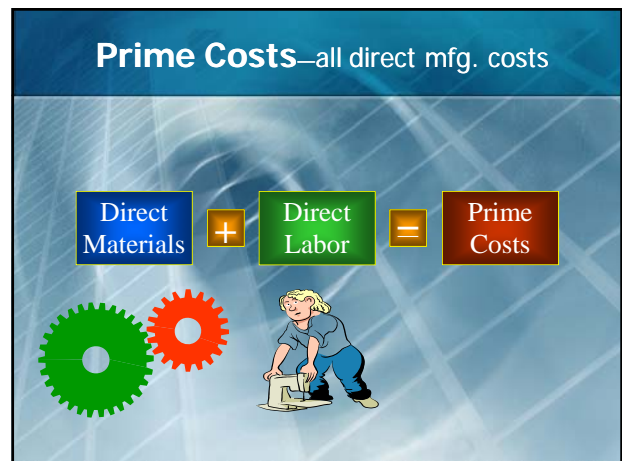 Prime Costs—all direct mfg. costs
Direct Materials + Direct Labor = Prime Costs